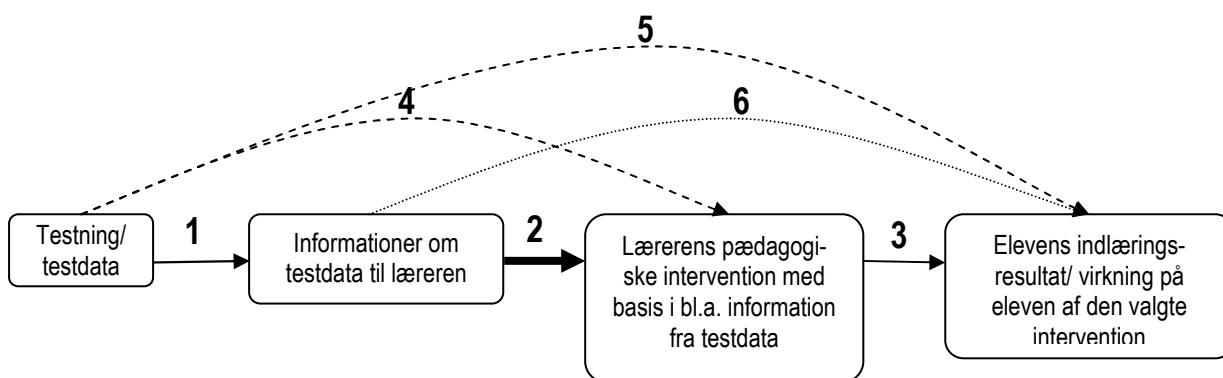 5
4
6
1
2
3
Testning/
testdata
Informationer om
testdata til læreren
Lærerens pædagogi-
ske intervention med
basis i bl.a. information
fra testdata
Elevens indlærings-
resultat/ virkning på
eleven af den valgte
intervention